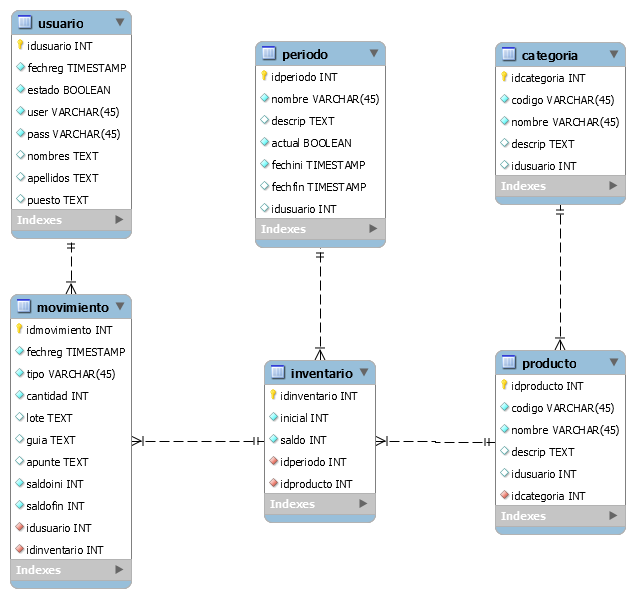 usuario
idusuario INT
fechreg TIMESTAMP
estado BOOLEAN
user VARCHAR(45)
pass VARCHAR(45)
nombres TEXT
apellidos TEXT
puesto TEXT
Indexes
periodo
idperiodo INT
nombre VARCHAR(45)
descrip TEXT
actual BOOLEAN
fechini TIMESTAMP
fechfin TIMESTAMP
idusuario INT
Indexes
categoria
idcategoria INT
codigo VARCHAR(45)
nombre VARCHAR(45)
descrip TEXT
idusuario INT
Indexes
movimiento
idmovimiento INT
fechreg TIMESTAMP
tipo VARCHAR(45)
cantidad INT
lote TEXT
guia TEXT
apunte TEXT
saldoini INT
saldofin INT
idusuario INT
idinventario INT
Indexes
inventario
idinventario INT
inicial INT
saldo INT
idperiodo INT
idproducto INT
Indexes
producto
idproducto INT
codigo VARCHAR(45)
nombre VARCHAR(45)
descrip TEXT
idusuario INT
idcategoria INT
Indexes